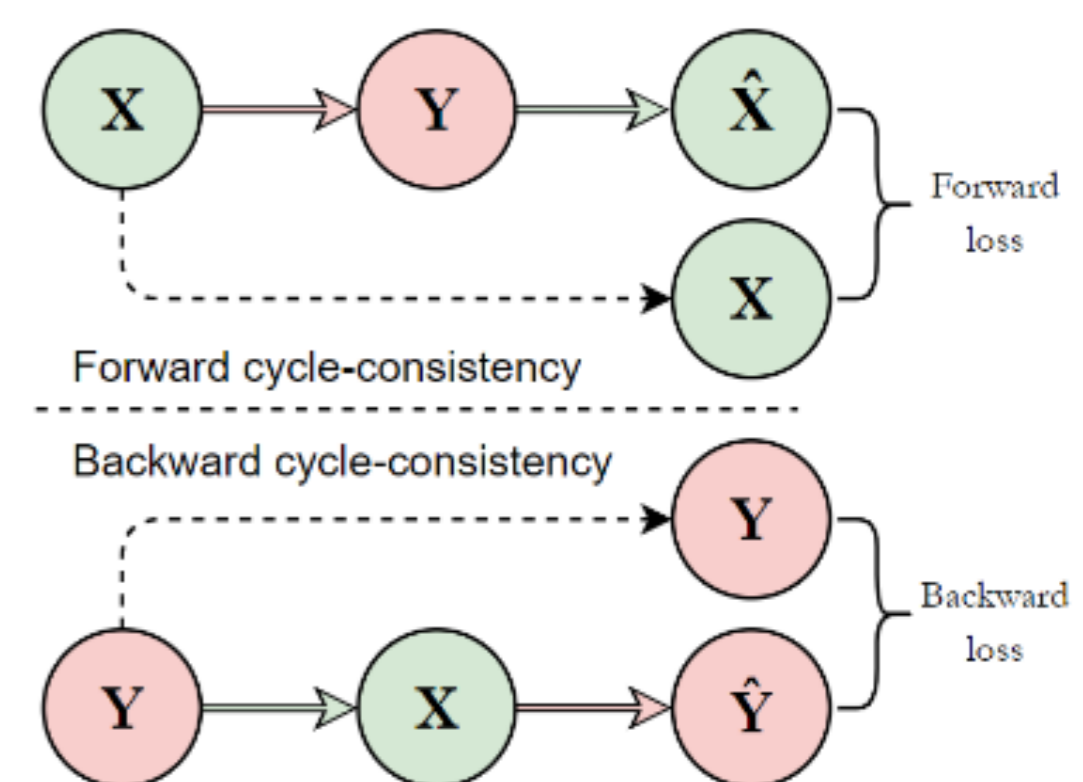 X Y X̂
Forward
loss
X
Forward cycle-consistency
Backward cycle-consistency
Y
Backward
loss
Y X Ŷ